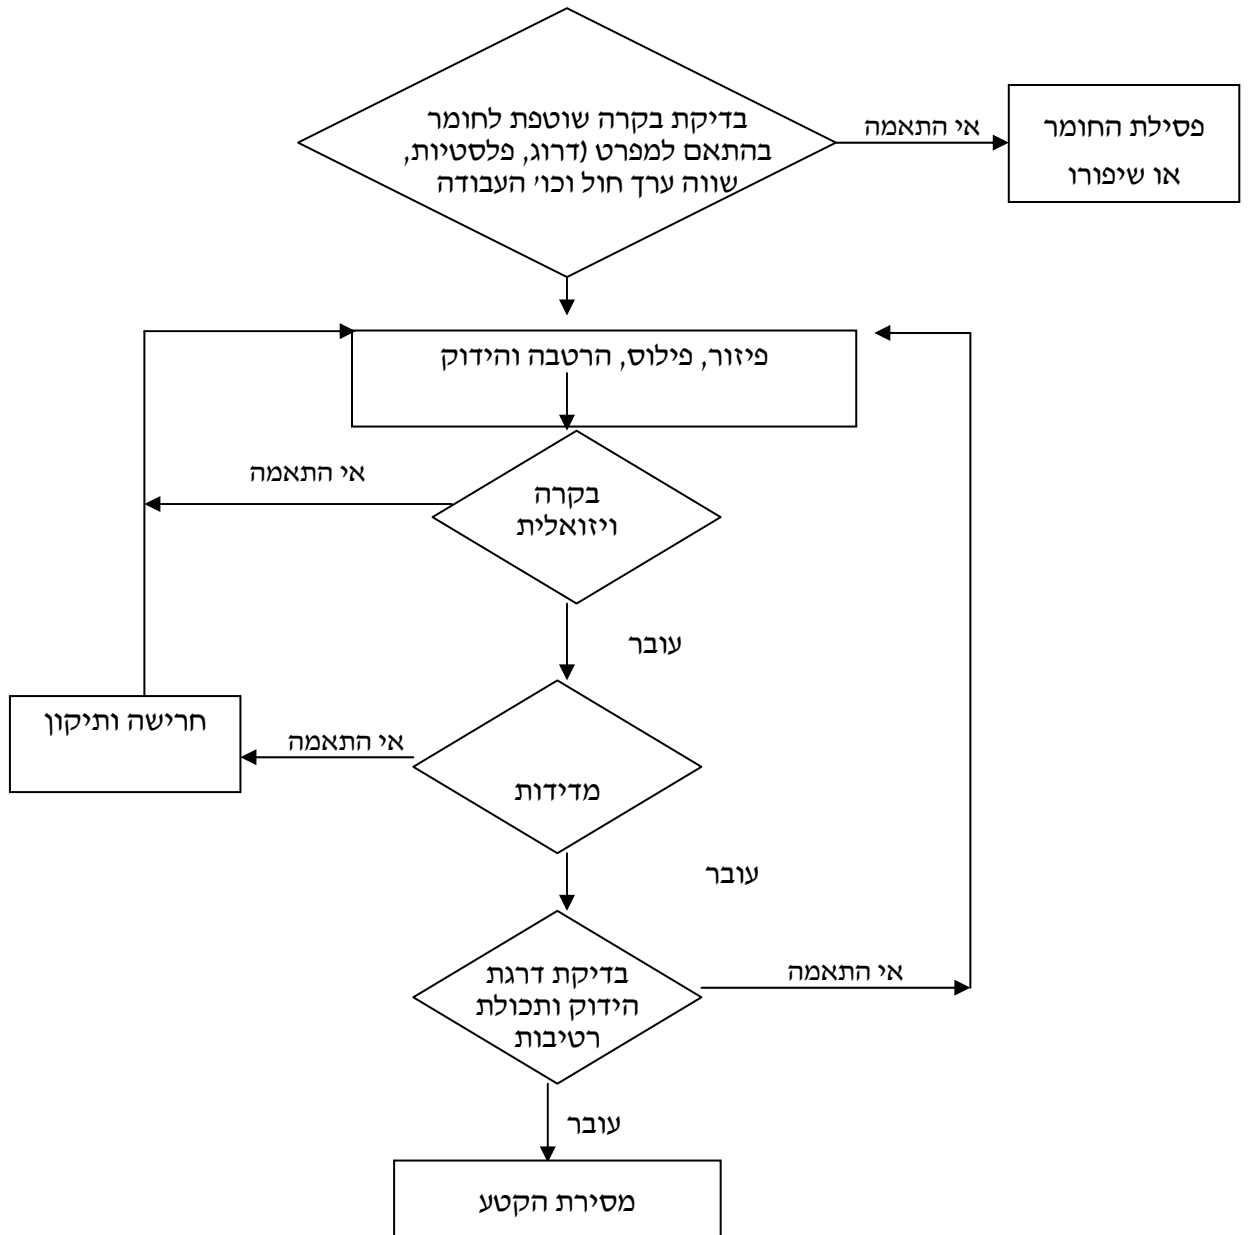 בדיקת בקרה שוטפת לחומר
בהתאם למפרט (דרוג, פלסטיות,
שווה ערך חול וכו' העבודה
אי התאמה
פסילת החומר
או שיפורו
פיזור, פילוס, הרטבה והידוק
בקרה
ויזואלית
אי התאמה
עובר
מדידות
אי התאמה
חרישה ותיקון
עובר
בדיקת דרגת
הידוק ותכולת
רטיבות
אי התאמה
עובר
מסירת הקטע